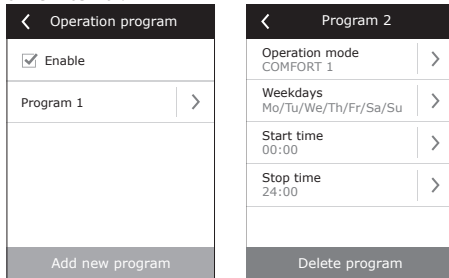 Operation program
Enable
Program 1
Add new program
Program 2
Operation mode
COMFORT 1
Weekdays
Mo/Tu/We/Th/Fr/Sa/Su
Start time
00:00
Stop time
24:00
Delete program